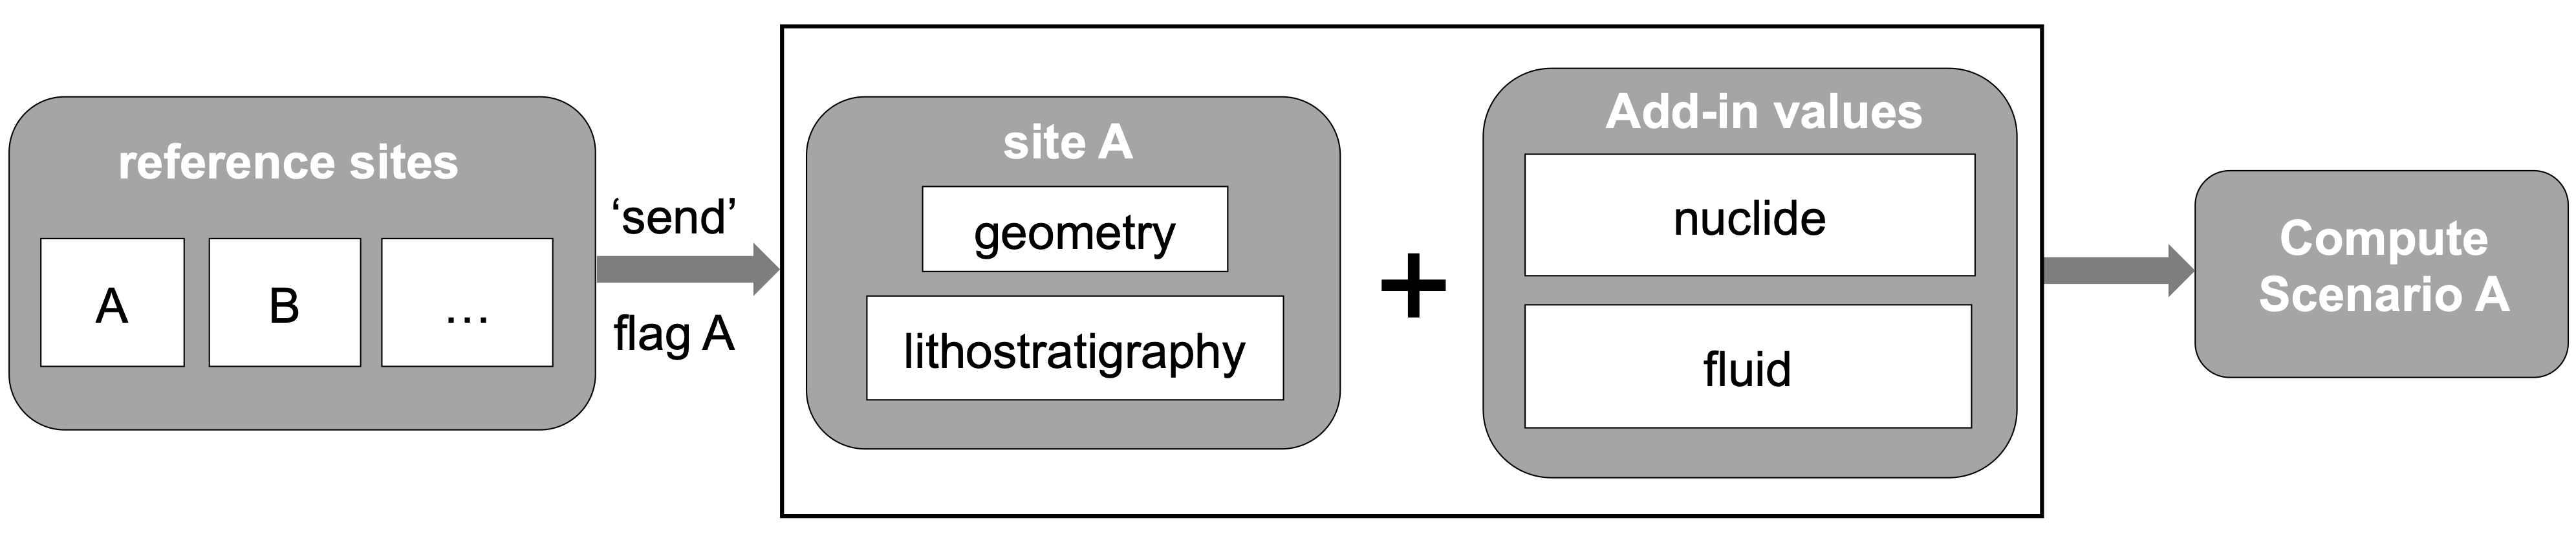 reference sites
A
B
...
‘send’
flag A
site A
geometry
lithostratigraphy
+
Add-in values
nuclide
fluid
Compute
Scenario A